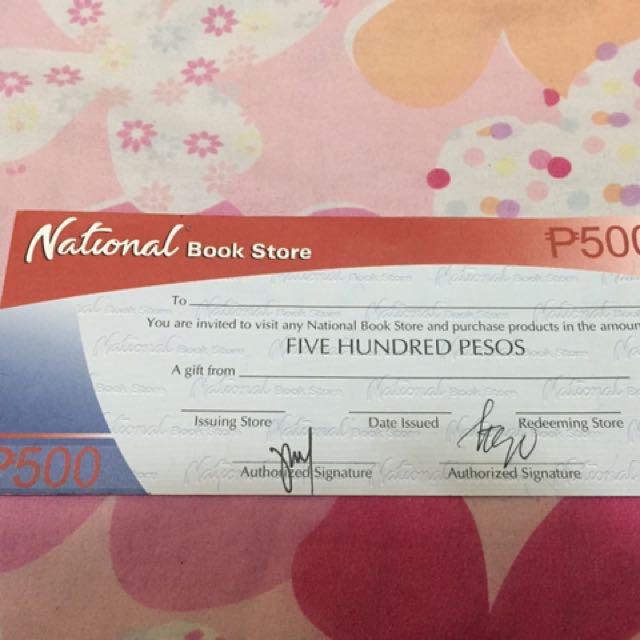 National Book Store
₱500
To
You are invited to visit any National Book Store and purchase products in the amou
FIVE HUNDRED PESOS
A gift from
Issuing Store
Date Issued
Redeeming Store
₱500
Authorized Signature
Authorized Signature